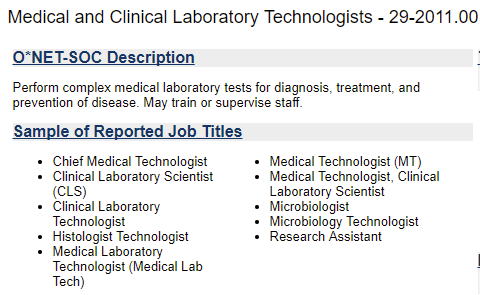 Medical and Clinical Laboratory Technologists - 29-2011.00
O*NET-SOC Description
Perform complex medical laboratory tests for diagnosis, treatment, and
prevention of disease. May train or supervise staff.
Sample of Reported Job Titles
• Chief Medical Technologist
• Clinical Laboratory Scientist
(CLS)
• Clinical Laboratory
Technologist
• Histologist Technologist
• Medical Laboratory
Technologist (Medical Lab
Tech)
• Medical Technologist (MT)
• Medical Technologist, Clinical
Laboratory Scientist
• Microbiologist
• Microbiology Technologist
• Research Assistant